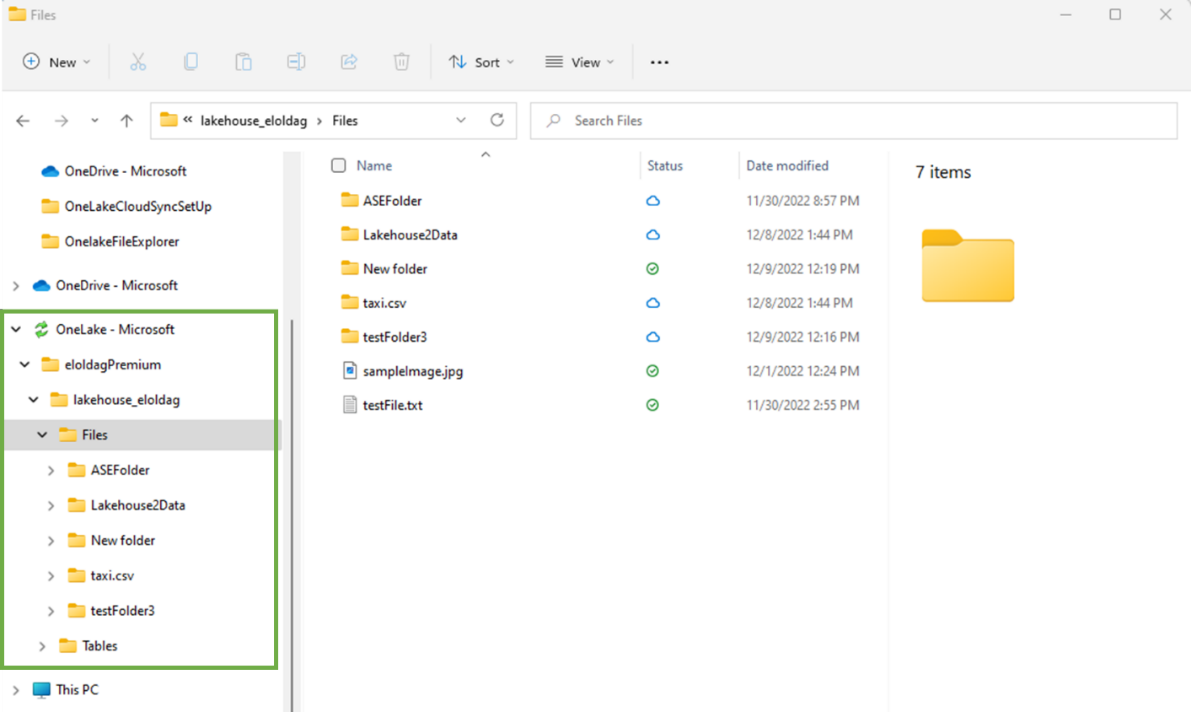 Files
New Sort View
« lakehouse_eloldag > Files Search Files
OneDrive - Microsoft
OneLakeCloudSyncSetUp
OnelakeFileExplorer
OneDrive - Microsoft
OneLake - Microsoft
eloldagPremium
lakehouse_eloldag
Files
ASEFolder
Lakehouse2Data
New folder
taxi.csv
testFolder3
Tables
This PC
Name Status Date modified
ASEFolder 11/30/2022 8:57 PM
Lakehouse2Data 12/8/2022 1:44 PM
New folder 12/9/2022 12:19 PM
taxi.csv 12/8/2022 1:44 PM
testFolder3 12/9/2022 12:16 PM
sampleImage.jpg 12/1/2022 12:24 PM
testFile.txt 11/30/2022 2:55 PM
7 items